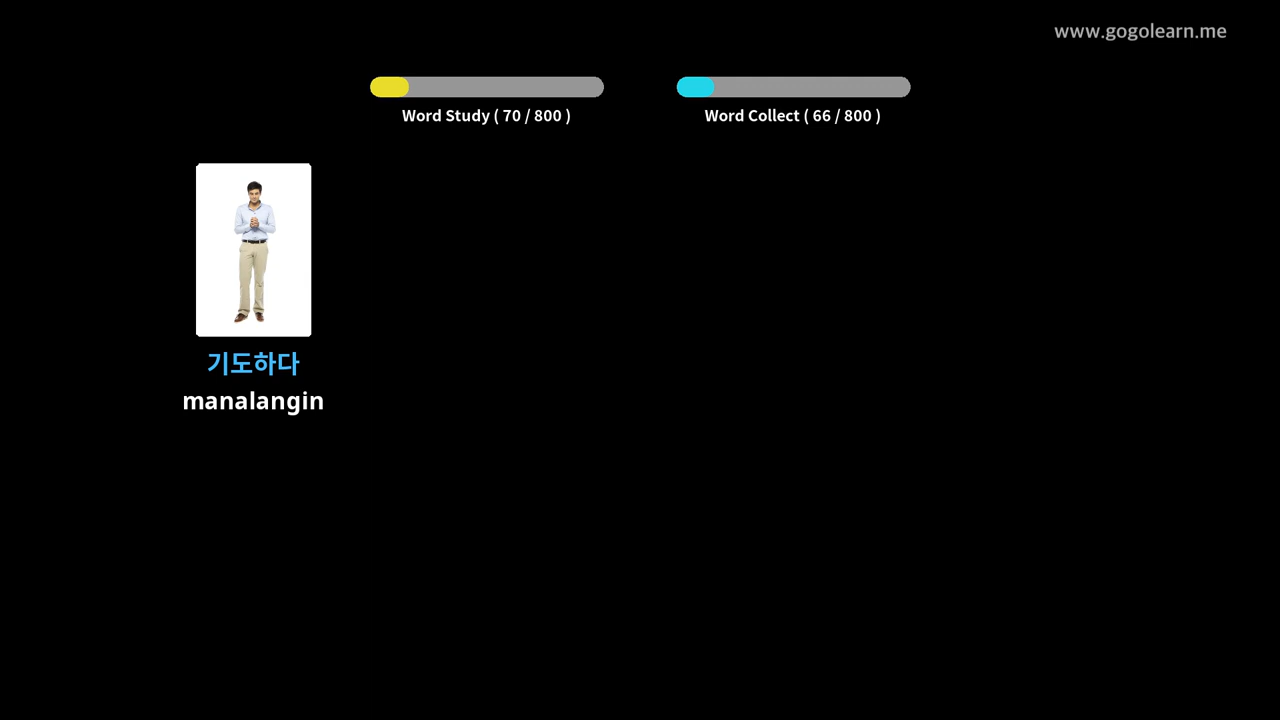 www.gogolearn.me
Word Study ( 70 / 800 )
Word Collect ( 66 / 800 )
기도하다
manalangin